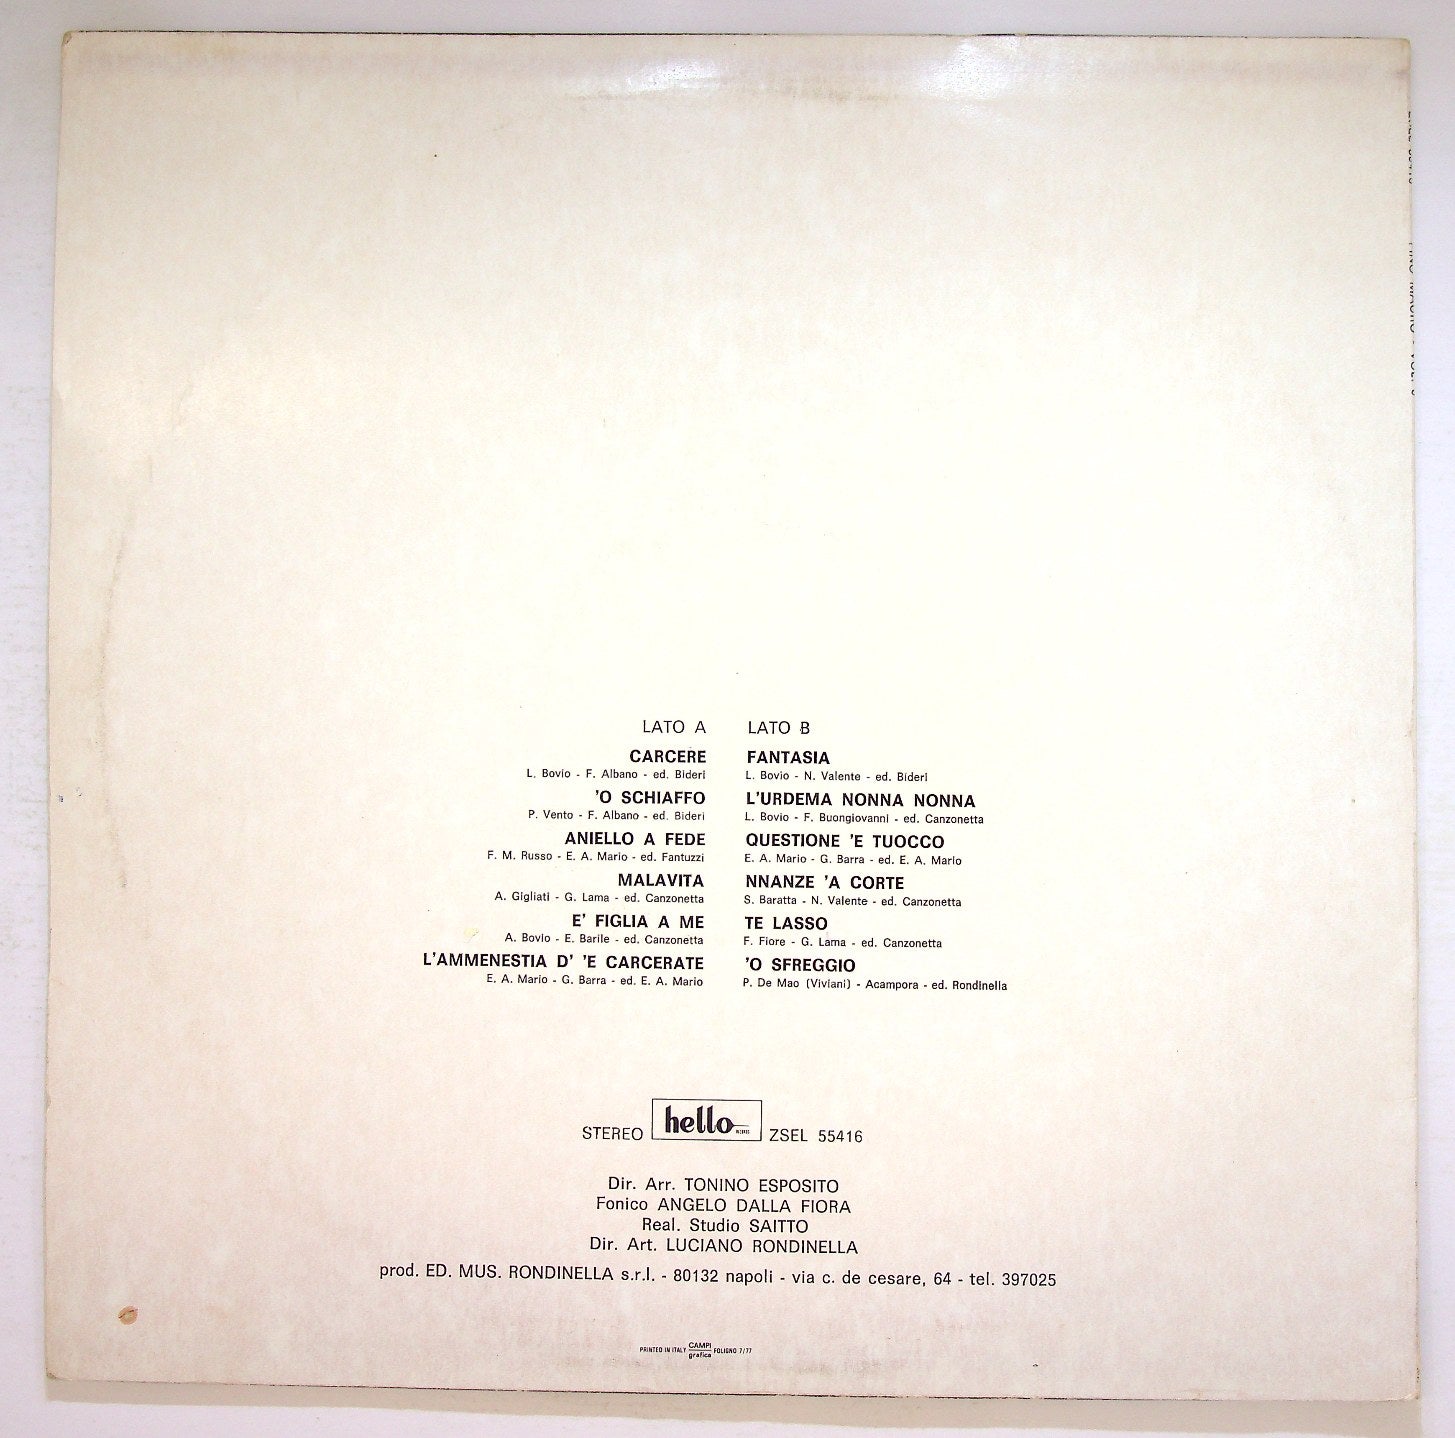 LATO A
CARCERE
L. Bovio - F. Albano - ed. Bideri
'O SCHIAFFO
P. Vento - F. Albano - ed. Bideri
ANIELLO A FEDE
F. M. Russo - E. A. Mario - ed. Fantuzzi
MALAVITA
A. Gigliati - G. Lama - ed. Canzonetta
E' FIGLIA A ME
A. Bovio - E. Barile - ed. Canzonetta
L'AMMENESTIA D' 'E CARCERATE
E. A. Mario - G. Barra - ed. E. A. Mario
LATO B
FANTASIA
L. Bovio - N. Valente - ed. Bideri
L'URDEMA NONNA NONNA
L. Bovio - F. Buongiovanni - ed. Canzonetta
QUESTIONE 'E TUOCCO
E. A. Mario - G. Barra - ed. E. A. Mario
NNANZE 'A CORTE
S. Baratta - N. Valente - ed. Canzonetta
TE LASSO
F. Fiore - G. Lama - ed. Canzonetta
'O SFREGGIO
P. De Mao (Viviani) - Acampora - ed. Rondinella
STEREO hello ZSEL 55416
Dir. Arr. TONINO ESPOSITO
Fonico ANGELO DALLA FIORA
Real. Studio SAITTO
Dir. Art. LUCIANO RONDINELLA
prod. ED. MUS. RONDINELLA s.r.l. - 80132 napoli - via c. de cesare, 64 - tel. 397025
PRINTED IN ITALY CAMPI grafica FOLIGNO 7/77